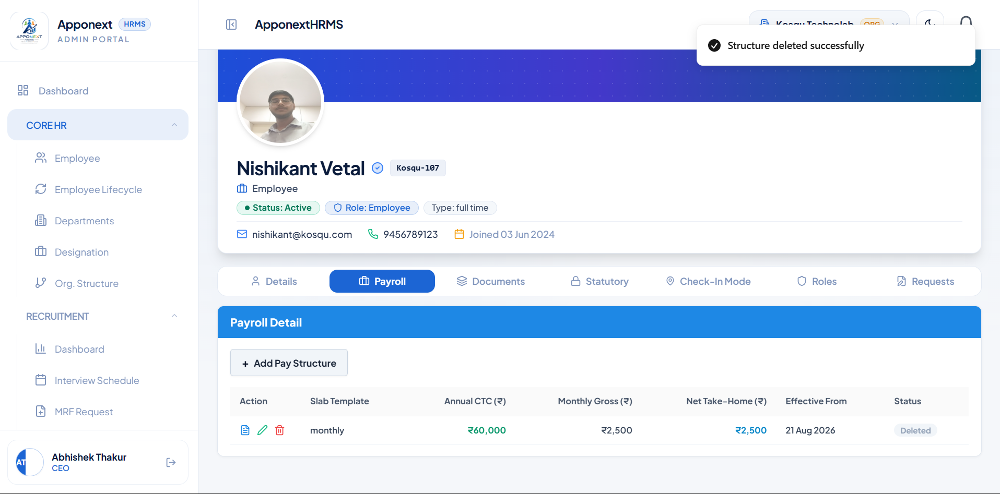 APPONEXT
HRMS
Apponext HRMS
ADMIN PORTAL
Dashboard
CORE HR
Employee
Employee Lifecycle
Departments
Designation
Org. Structure
RECRUITMENT
Dashboard
Interview Schedule
MRF Request
AT
Abhishek Thakur
CEO
ApponextHRMS
Kosqu Technolab ORG
Structure deleted successfully
Nishikant Vetal Kosqu-107
Employee
Status: Active Role: Employee Type: full time
nishikant@kosqu.com 9456789123 Joined 03 Jun 2024
Details Payroll Documents Statutory Check-In Mode Roles Requests
Payroll Detail
+ Add Pay Structure
Action Slab Template Annual CTC (₹) Monthly Gross (₹) Net Take-Home (₹) Effective From Status
monthly ₹60,000 ₹2,500 ₹2,500 21 Aug 2026 Deleted